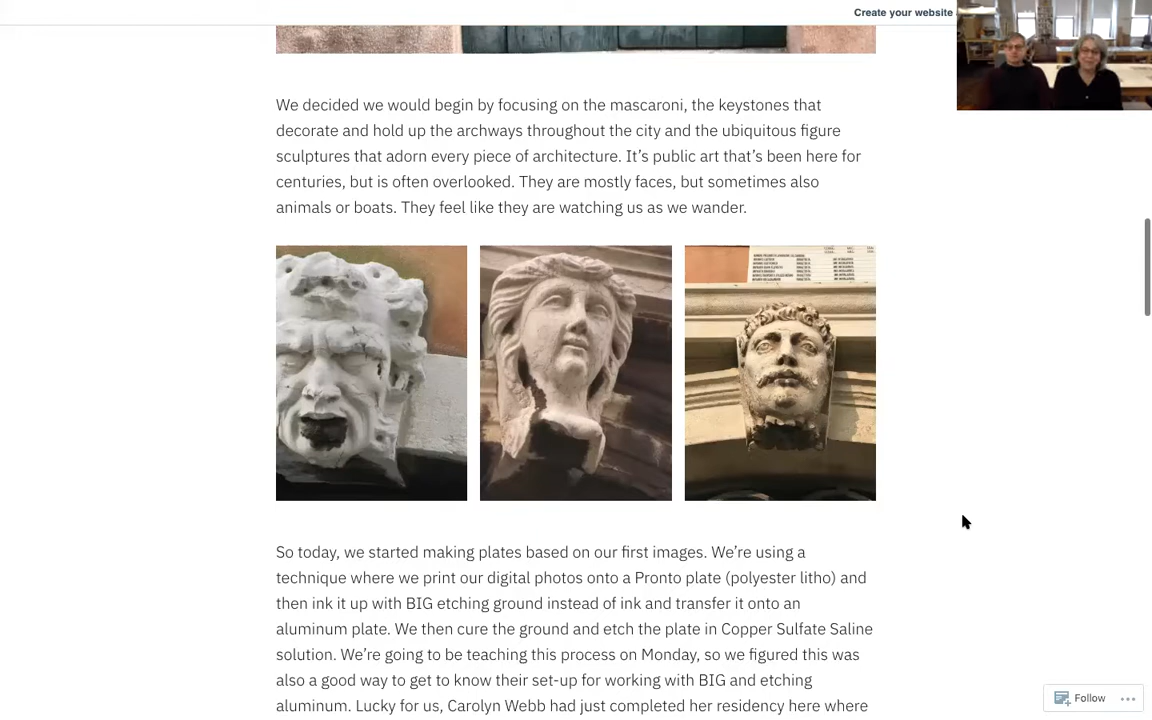 Create your website
We decided we would begin by focusing on the mascaroni, the keystones that
decorate and hold up the archways throughout the city and the ubiquitous figure
sculptures that adorn every piece of architecture. It’s public art that’s been here for
centuries, but is often overlooked. They are mostly faces, but sometimes also
animals or boats. They feel like they are watching us as we wander.
So today, we started making plates based on our first images. We’re using a
technique where we print our digital photos onto a Pronto plate (polyester litho) and
then ink it up with BIG etching ground instead of ink and transfer it onto an
aluminum plate. We then cure the ground and etch the plate in Copper Sulfate Saline
solution. We’re going to be teaching this process on Monday, so we figured this was
also a good way to get to know their set-up for working with BIG and etching
aluminum. Lucky for us, Carolyn Webb had just completed her residency here where
Follow